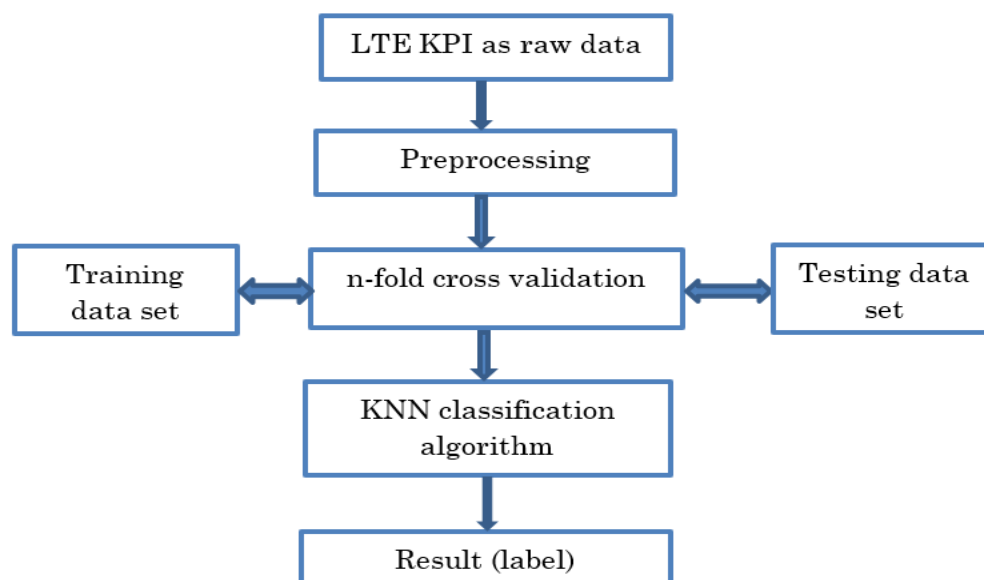 LTE KPI as raw data
Preprocessing
Training
data set
n-fold cross validation
Testing data
set
KNN classification
algorithm
Result (label)